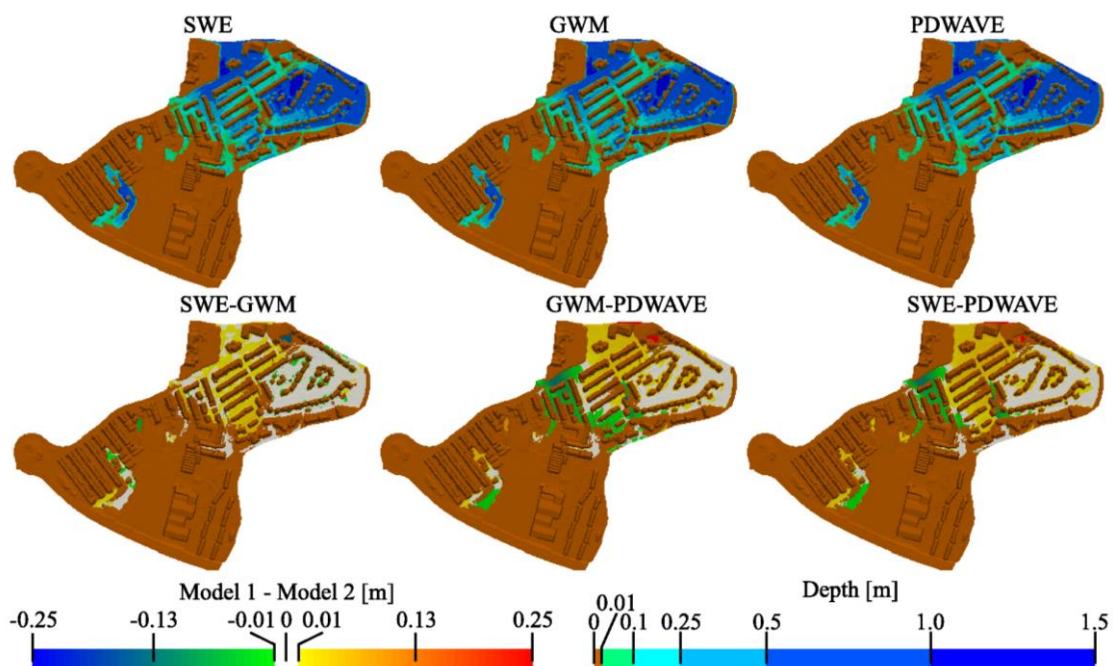 SWE GWM PDWAVE
SWE-GWM GWM-PDWAVE SWE-PDWAVE
Model 1 - Model 2 [m] Depth [m]
-0.25 -0.13 -0.01 0 0.01 0.13 0.25 0 0.01 0.1 0.25 0.5 1.0 1.5